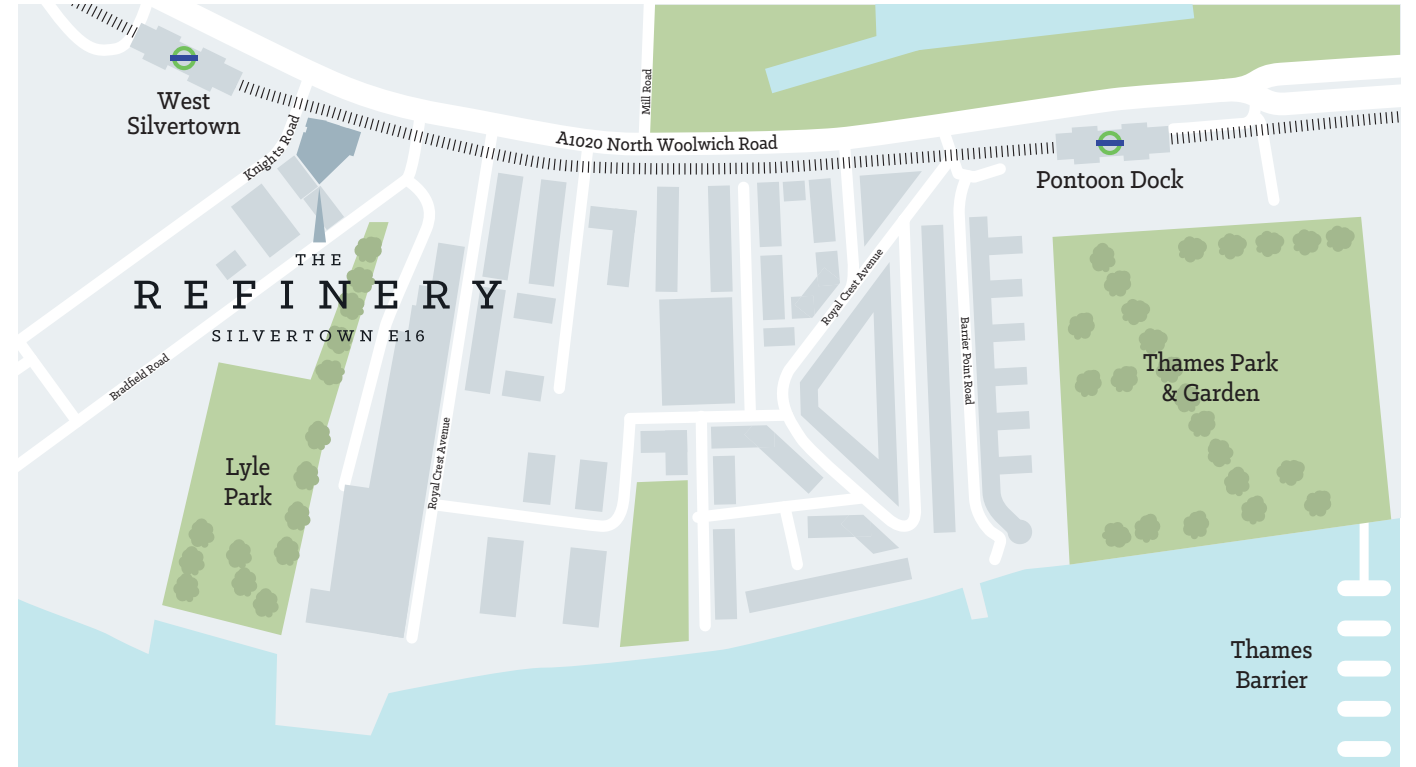 Mill Road
West
Silvertown
A1020 North Woolwich Road
Knights Road
Pontoon Dock
THE
REFINERY
SILVERTOWN E16
Royal Crest Avenue
Barrier Point Road
Bradfield Road
Thames Park
& Garden
Royal Crest Avenue
Lyle
Park
Thames
Barrier